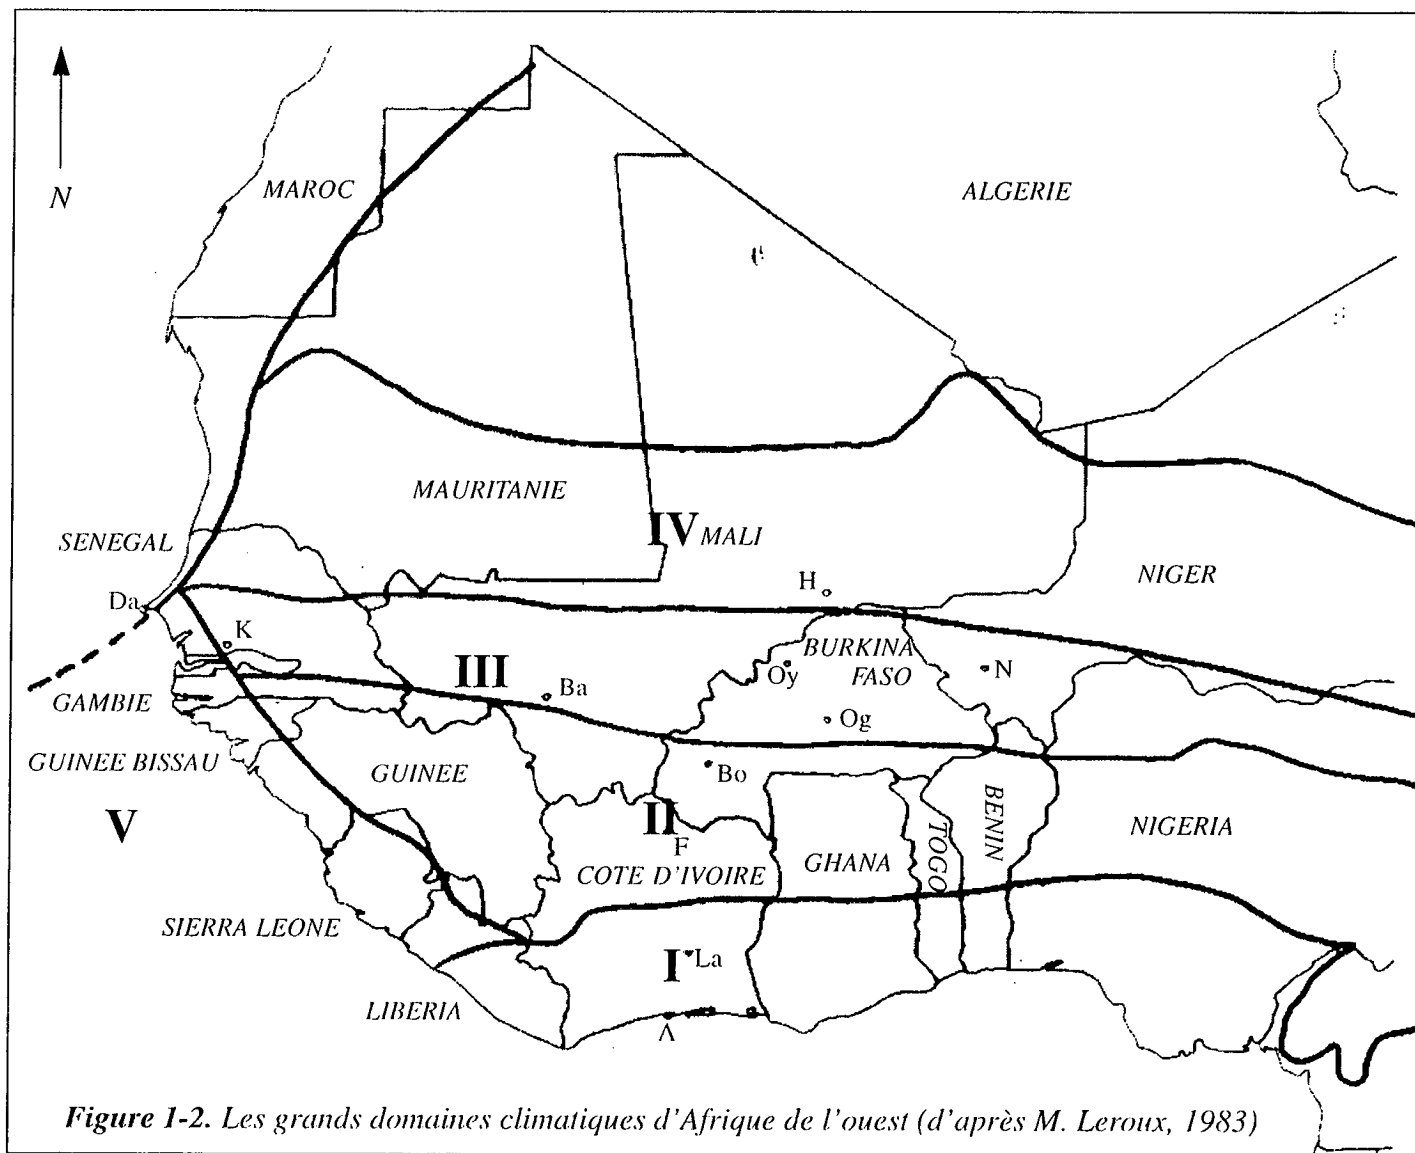 MAROC
ALGERIE
N
MAURITANIE
IV MALI
SENEGAL
NIGER
H
Da
K
BURKINA
FASO
III
Ba
Oy
N
GAMBIE
Og
GUINEE BISSAU
GUINEE
Bo
V
II
F
COTE D'IVOIRE
GHANA
TOGO
BENIN
NIGERIA
SIERRA LEONE
I
La
LIBERIA
A
Figure 1-2. Les grands domaines climatiques d'Afrique de l'ouest (d'après M. Leroux, 1983)